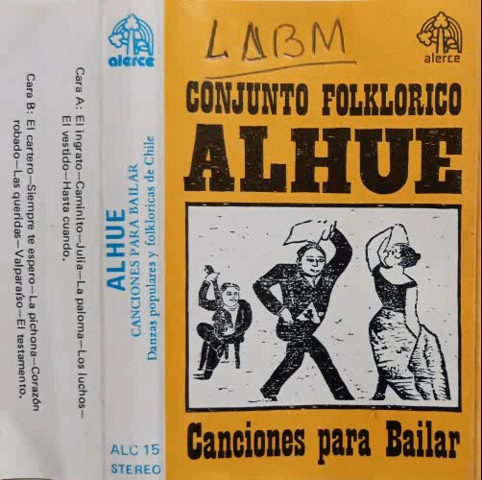 alerce
Cara A: El ingrato—Caminito—Julia—La paloma—Los luchos—
El vestido—Hasta cuando.
Cara B: El cartero—Siempre te espero—La pichona—Corazón
robado—Las queridas—Valparaíso—El testamento.
ALHUE
CANCIONES PARA BAILAR
Danzas populares y folkloricas de Chile
ALC 15
STEREO
LABM
alerce
CONJUNTO FOLKLORICO
ALHUE
Canciones para Bailar